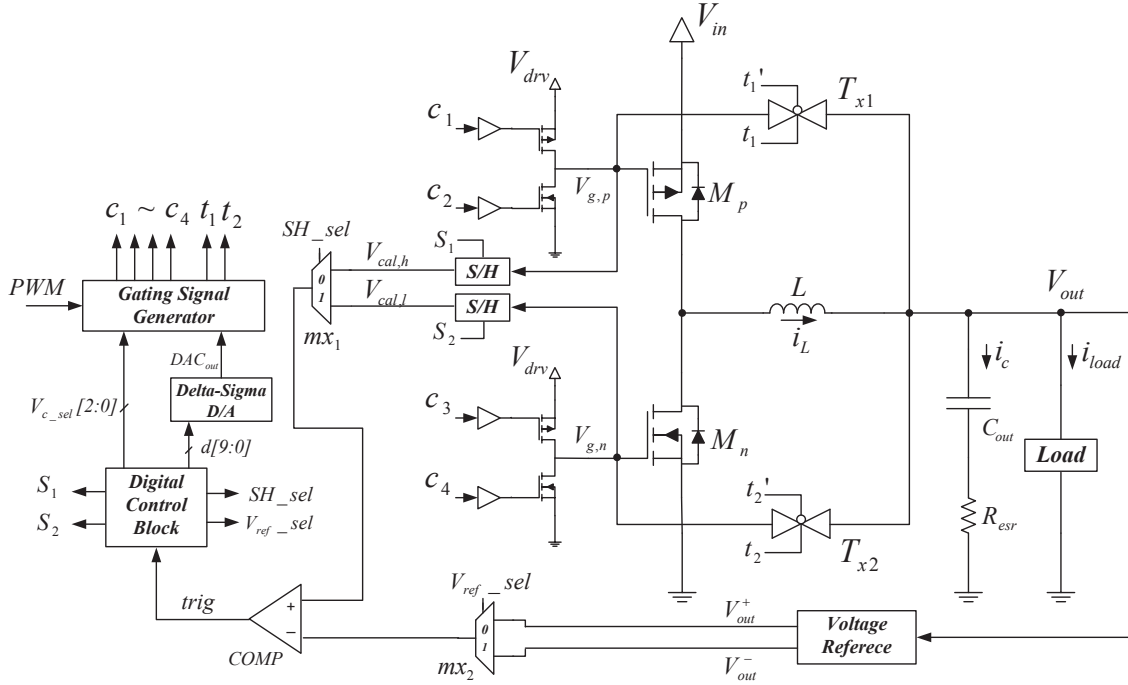 V_in
V_drv
t_1'
T_x1
c_1
t_1
V_g,p
M_p
c_2
c_1 ~ c_4 t_1 t_2
SH_sel
S_1
V_cal,h
S/H
0
1
PWM
Gating Signal
Generator
V_cal,l
S/H
S_2
mx_1
L
i_L
V_out
DAC_out
V_drv
i_c
i_load
Delta-Sigma
D/A
V_c_sel [2:0]
c_3
C_out
d[9:0]
V_g,n
M_n
Load
c_4
S_1
Digital
Control
Block
SH_sel
t_2'
S_2
V_ref_sel
R_esr
t_2
T_x2
V_ref_sel
trig
+
−
V_out^+
0
1
Voltage
Referece
COMP
mx_2
V_out^-